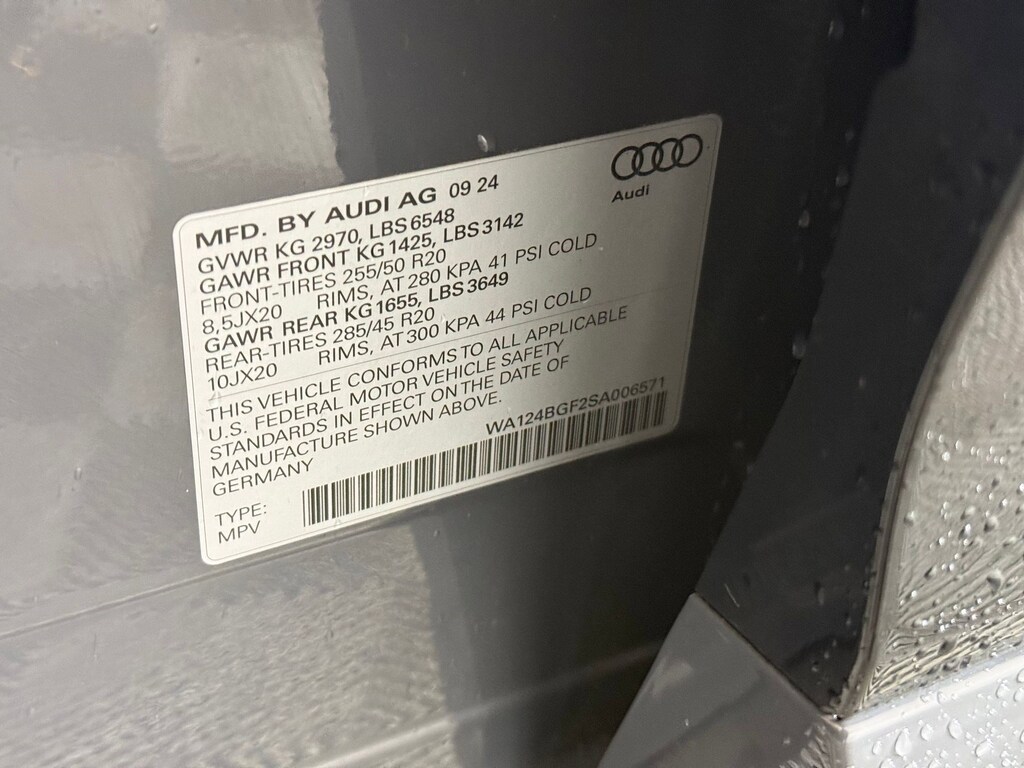 Audi
MFD. BY AUDI AG 09 24
GVWR KG 2970, LBS 6548
GAWR FRONT KG 1425, LBS 3142
FRONT-TIRES 255/50 R20
8,5JX20 RIMS, AT 280 KPA 41 PSI COLD
GAWR REAR KG 1655, LBS 3649
REAR-TIRES 285/45 R20
10JX20 RIMS, AT 300 KPA 44 PSI COLD
THIS VEHICLE CONFORMS TO ALL APPLICABLE
U.S. FEDERAL MOTOR VEHICLE SAFETY
STANDARDS IN EFFECT ON THE DATE OF
MANUFACTURE SHOWN ABOVE.
GERMANY
WA124BGF2SA006571
TYPE:
MPV